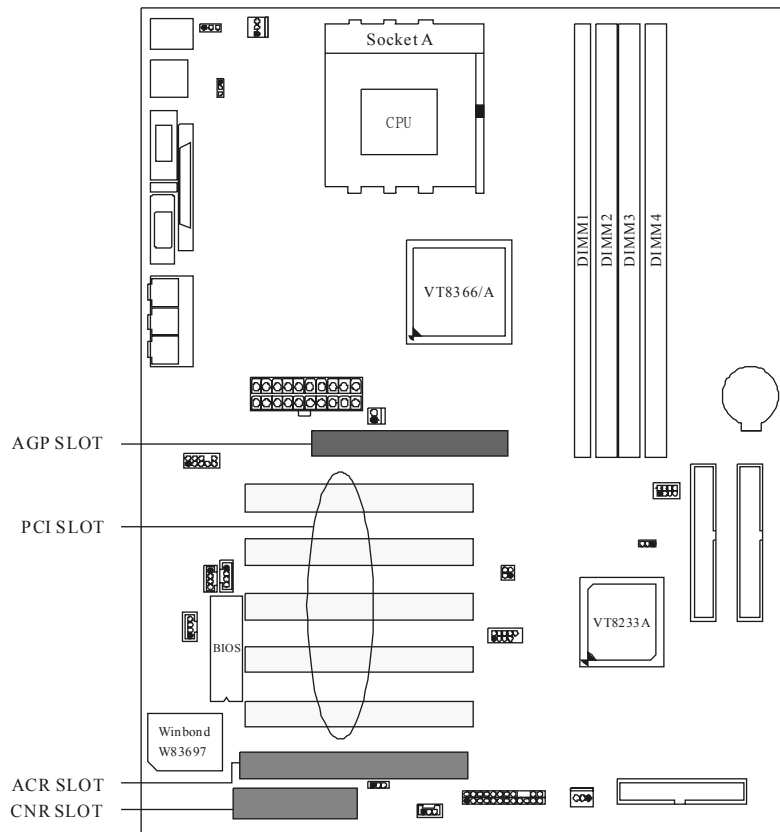 Socket A
CPU
DIMM1
DIMM2
DIMM3
DIMM4
VT8366/A
AGP SLOT
PCI SLOT
BIOS
VT8233A
Winbond
W83697
ACR SLOT
CNR SLOT